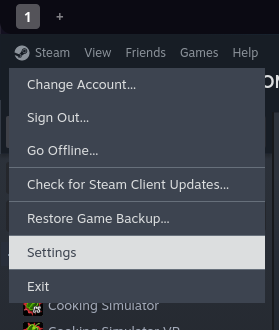 1 +
Steam View Friends Games Help
Change Account...
Sign Out...
Go Offline...
Check for Steam Client Updates...
Restore Game Backup...
Settings
Exit
Cooking Simulator
Cooking Simulator VR